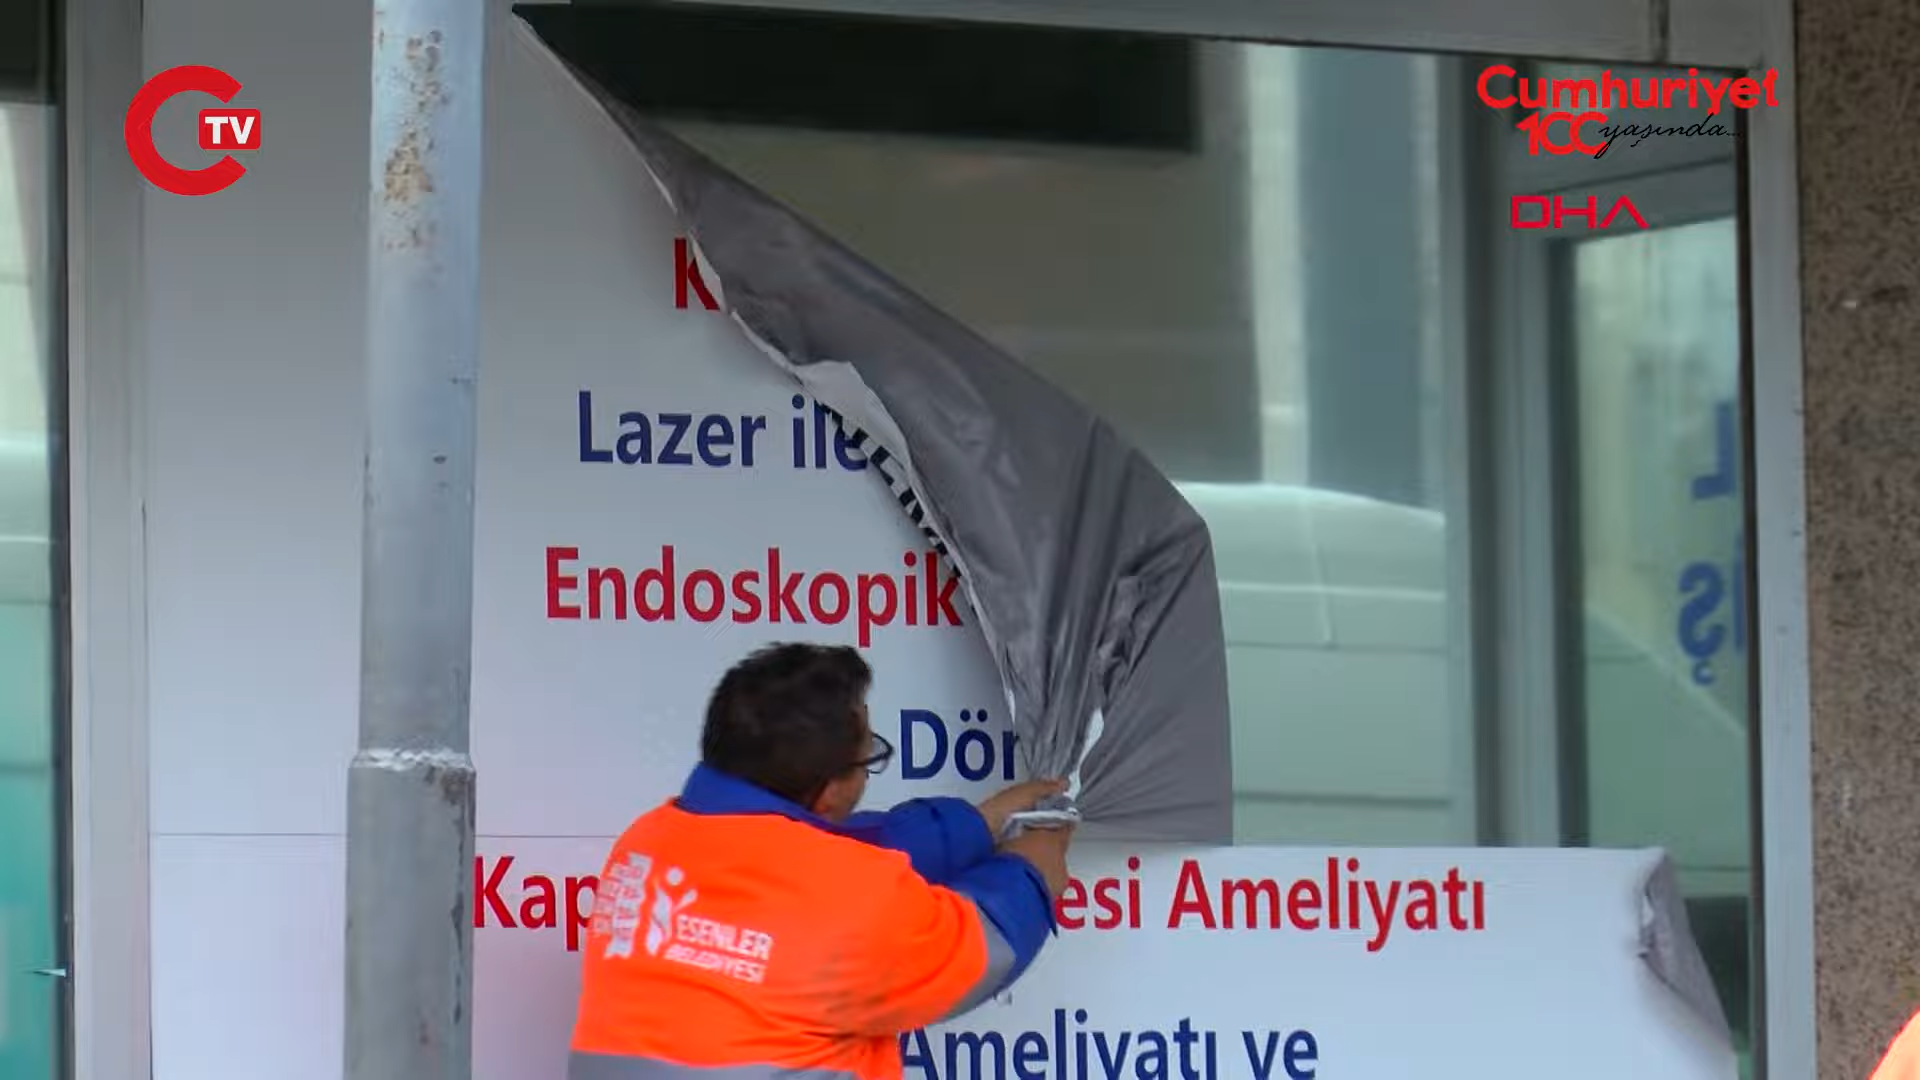 TV
Cumhuriyet
100 yaşında...
DHA
K
Lazer ile
Endoskopik
Dör
Kap
esi Ameliyatı
ESENLER
BELEDİYESİ
Ameliyatı ve